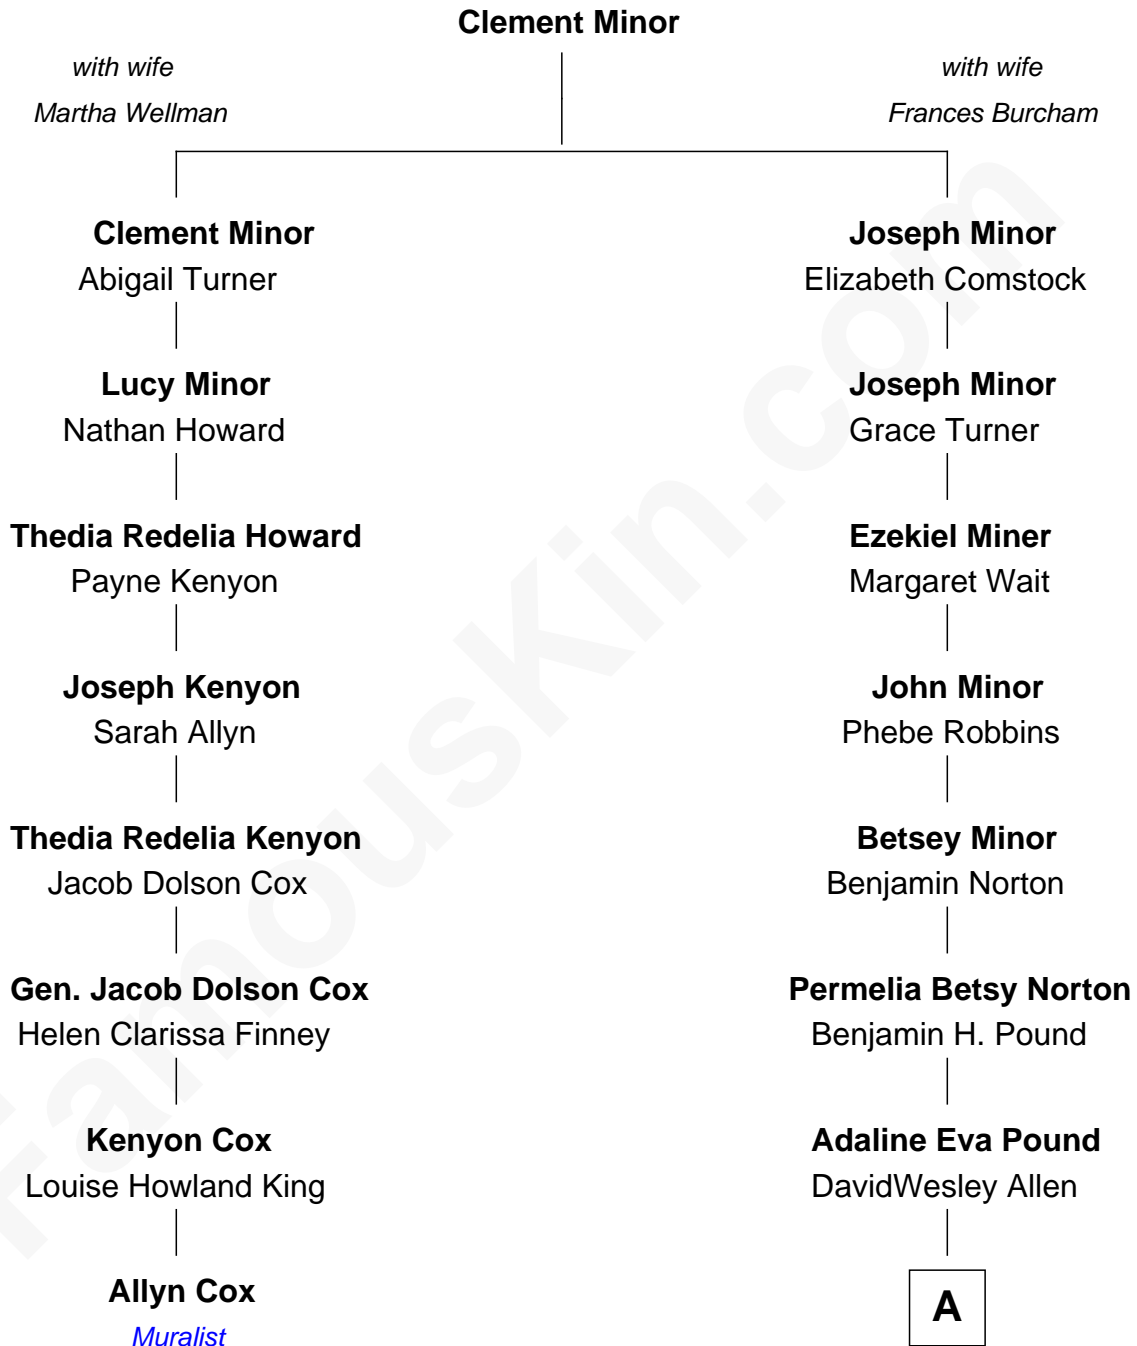 Clement Minor
with wife
Martha Wellman
with wife
Frances Burcham
Clement Minor
Abigail Turner
Joseph Minor
Elizabeth Comstock
Lucy Minor
Nathan Howard
Joseph Minor
Grace Turner
Thedia Redelia Howard
Payne Kenyon
Ezekiel Miner
Margaret Wait
Joseph Kenyon
Sarah Allyn
John Minor
Phebe Robbins
Thedia Redelia Kenyon
Jacob Dolson Cox
Betsey Minor
Benjamin Norton
Gen. Jacob Dolson Cox
Helen Clarissa Finney
Permelia Betsy Norton
Benjamin H. Pound
Kenyon Cox
Louise Howland King
Adaline Eva Pound
DavidWesley Allen
Allyn Cox
Muralist
A
FamousKin.com